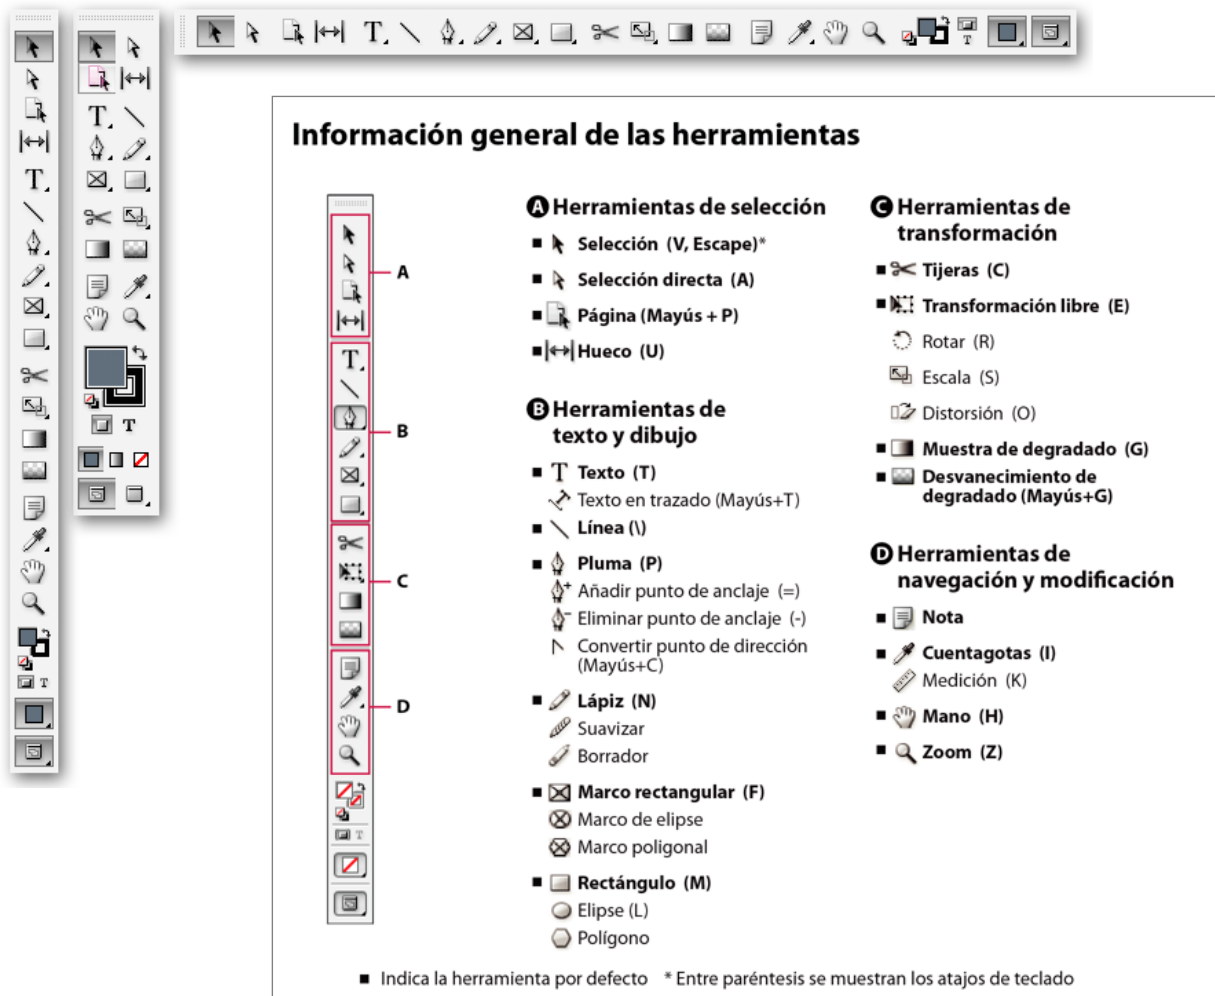 Información general de las herramientas
A
B
C
D
A Herramientas de selección
Selección (V, Escape)*
Selección directa (A)
Página (Mayús + P)
Hueco (U)
B Herramientas de
texto y dibujo
Texto (T)
Texto en trazado (Mayús+T)
Línea (\)
Pluma (P)
Añadir punto de anclaje (=)
Eliminar punto de anclaje (-)
Convertir punto de dirección
(Mayús+C)
Lápiz (N)
Suavizar
Borrador
Marco rectangular (F)
Marco de elipse
Marco poligonal
Rectángulo (M)
Elipse (L)
Polígono
C Herramientas de
transformación
Tijeras (C)
Transformación libre (E)
Rotar (R)
Escala (S)
Distorsión (O)
Muestra de degradado (G)
Desvanecimiento de
degradado (Mayús+G)
D Herramientas de
navegación y modificación
Nota
Cuentagotas (I)
Medición (K)
Mano (H)
Zoom (Z)
■ Indica la herramienta por defecto * Entre paréntesis se muestran los atajos de teclado